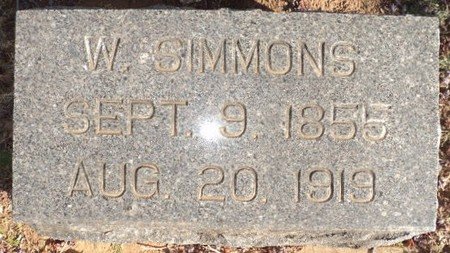 W. SIMMONS
SEPT. 9. 1855
AUG. 20. 1919